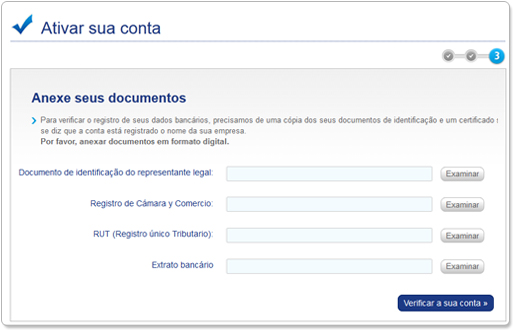 Ativar sua conta
3
Anexe seus documentos
Para verificar o registro de seus dados bancários, precisamos de uma cópia dos seus documentos de identificação e um certificado
se diz que a conta está registrado o nome da sua empresa.
Por favor, anexar documentos em formato digital.
Documento de identificação do representante legal: Examinar
Registro de Câmara y Comercio: Examinar
RUT (Registro único Tributario): Examinar
Extrato bancário Examinar
Verificar a sua conta »